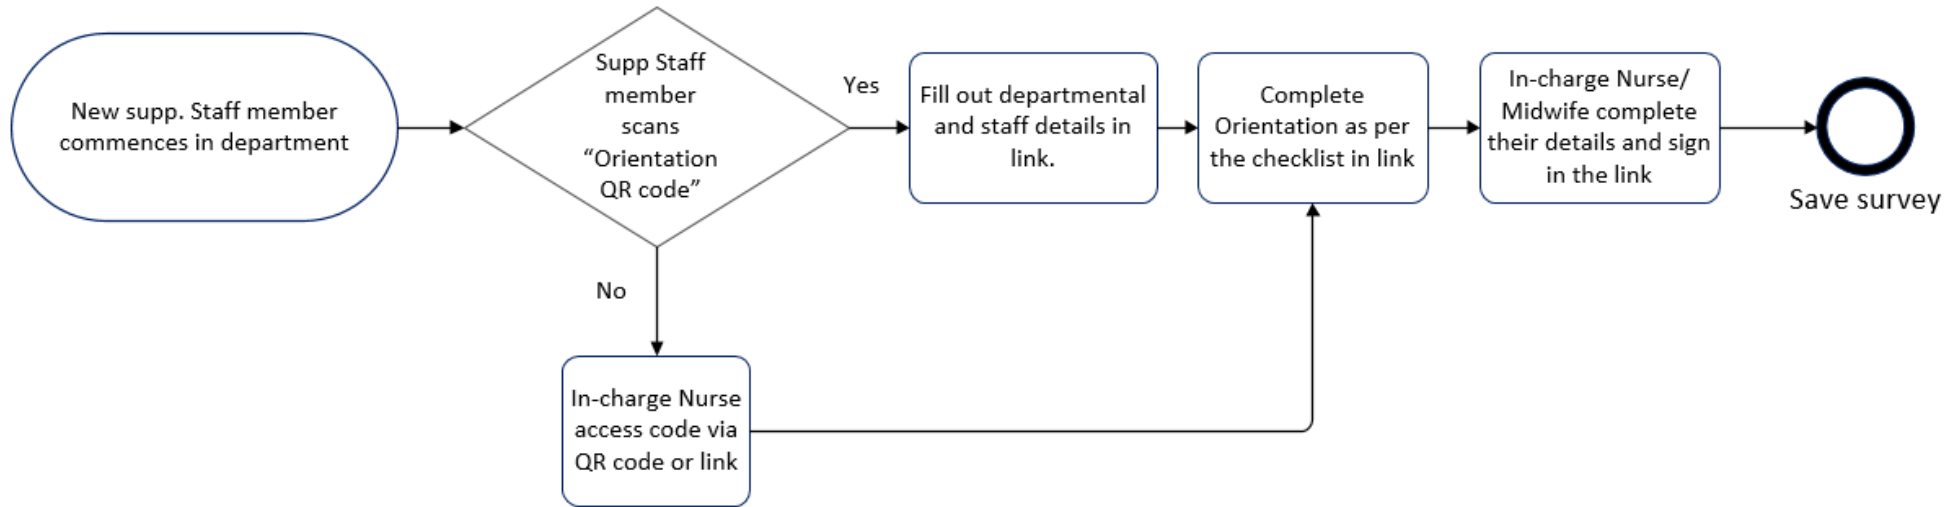 New supp. Staff member
commences in department
Supp Staff
member
scans
“Orientation
QR code”
Yes
Fill out departmental
and staff details in
link.
Complete
Orientation as per
the checklist in link
In-charge Nurse/
Midwife complete
their details and sign
in the link
Save survey
No
In-charge Nurse
access code via
QR code or link